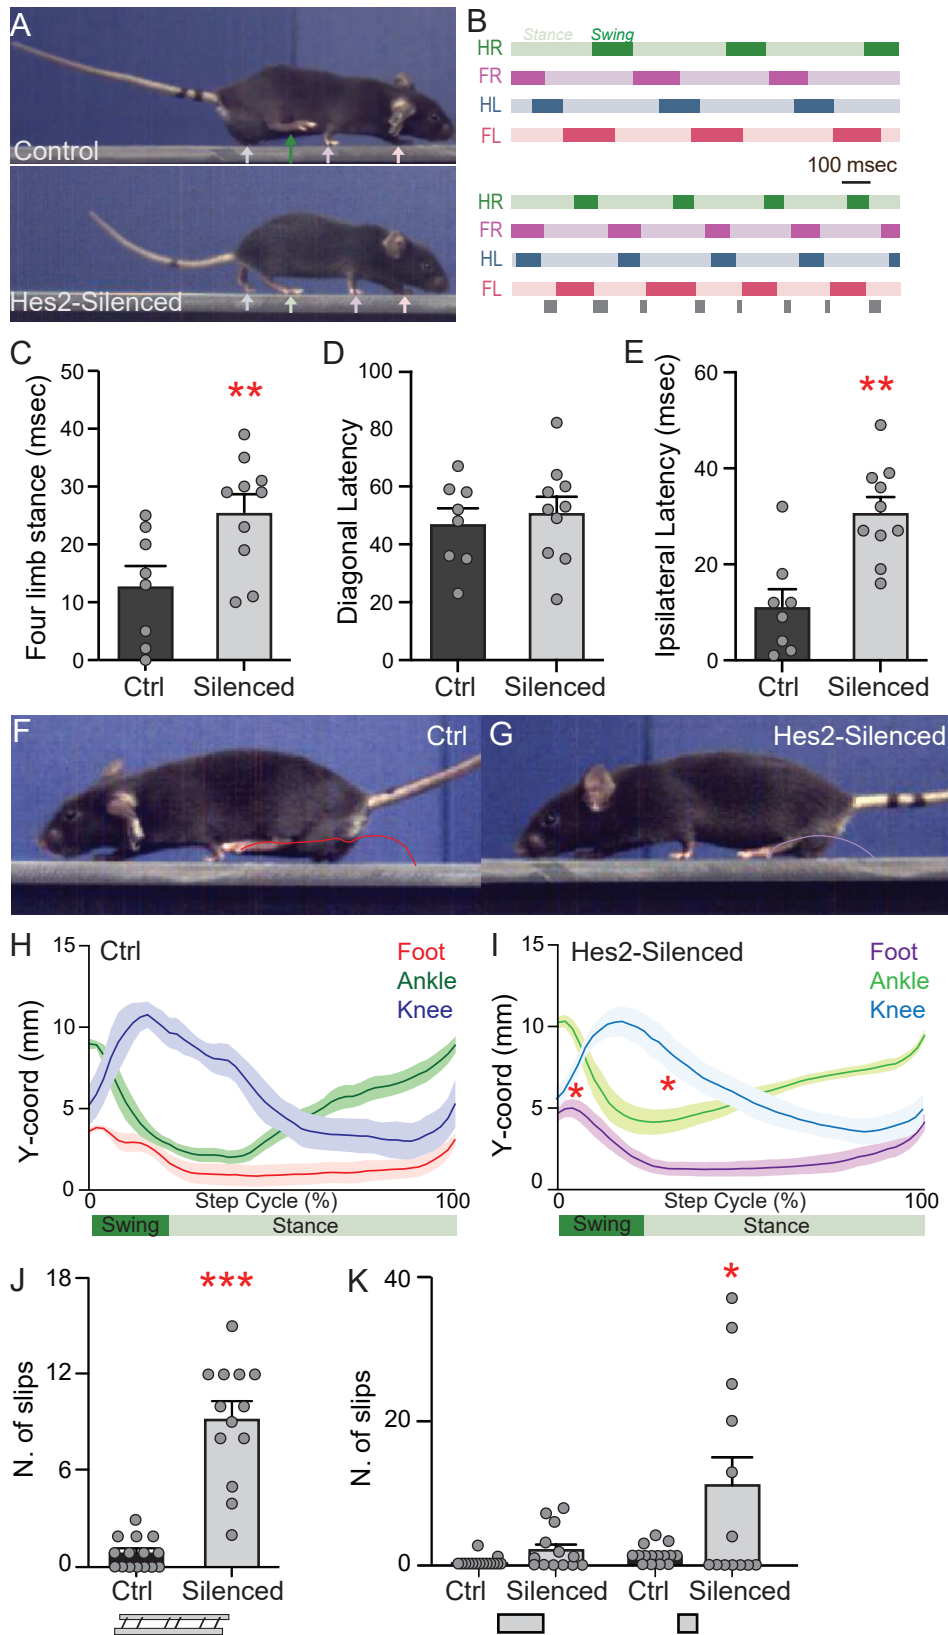 A
Control
Hes2-Silenced
B
Stance Swing
HR
FR
HL
FL
100 msec
HR
FR
HL
FL
C
Four limb stance (msec)
50
40
30
20
10
0
**
Ctrl Silenced
D
Diagonal Latency
100
80
60
40
20
0
Ctrl Silenced
E
Ipsilateral Latency (msec)
60
40
20
0
**
Ctrl Silenced
F
Ctrl
G
Hes2-Silenced
H
Ctrl
Foot
Ankle
Knee
Y-coord (mm)
15
10
5
0
0 Step Cycle (%) 100
Swing Stance
I
Hes2-Silenced
Foot
Ankle
Knee
Y-coord (mm)
15
10
5
0
*
*
0 Step Cycle (%) 100
Swing Stance
J
N. of slips
18
12
6
0
***
Ctrl Silenced
K
N. of slips
40
20
0
*
Ctrl Silenced Ctrl Silenced